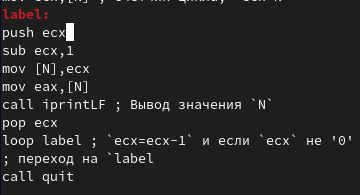 label:
push ecx
sub ecx,1
mov [N],ecx
mov eax,[N]
call iprintLF ; Вывод значения `N`
pop ecx
loop label ; `ecx=ecx-1` и если `ecx` не '0'
; переход на `label
call quit